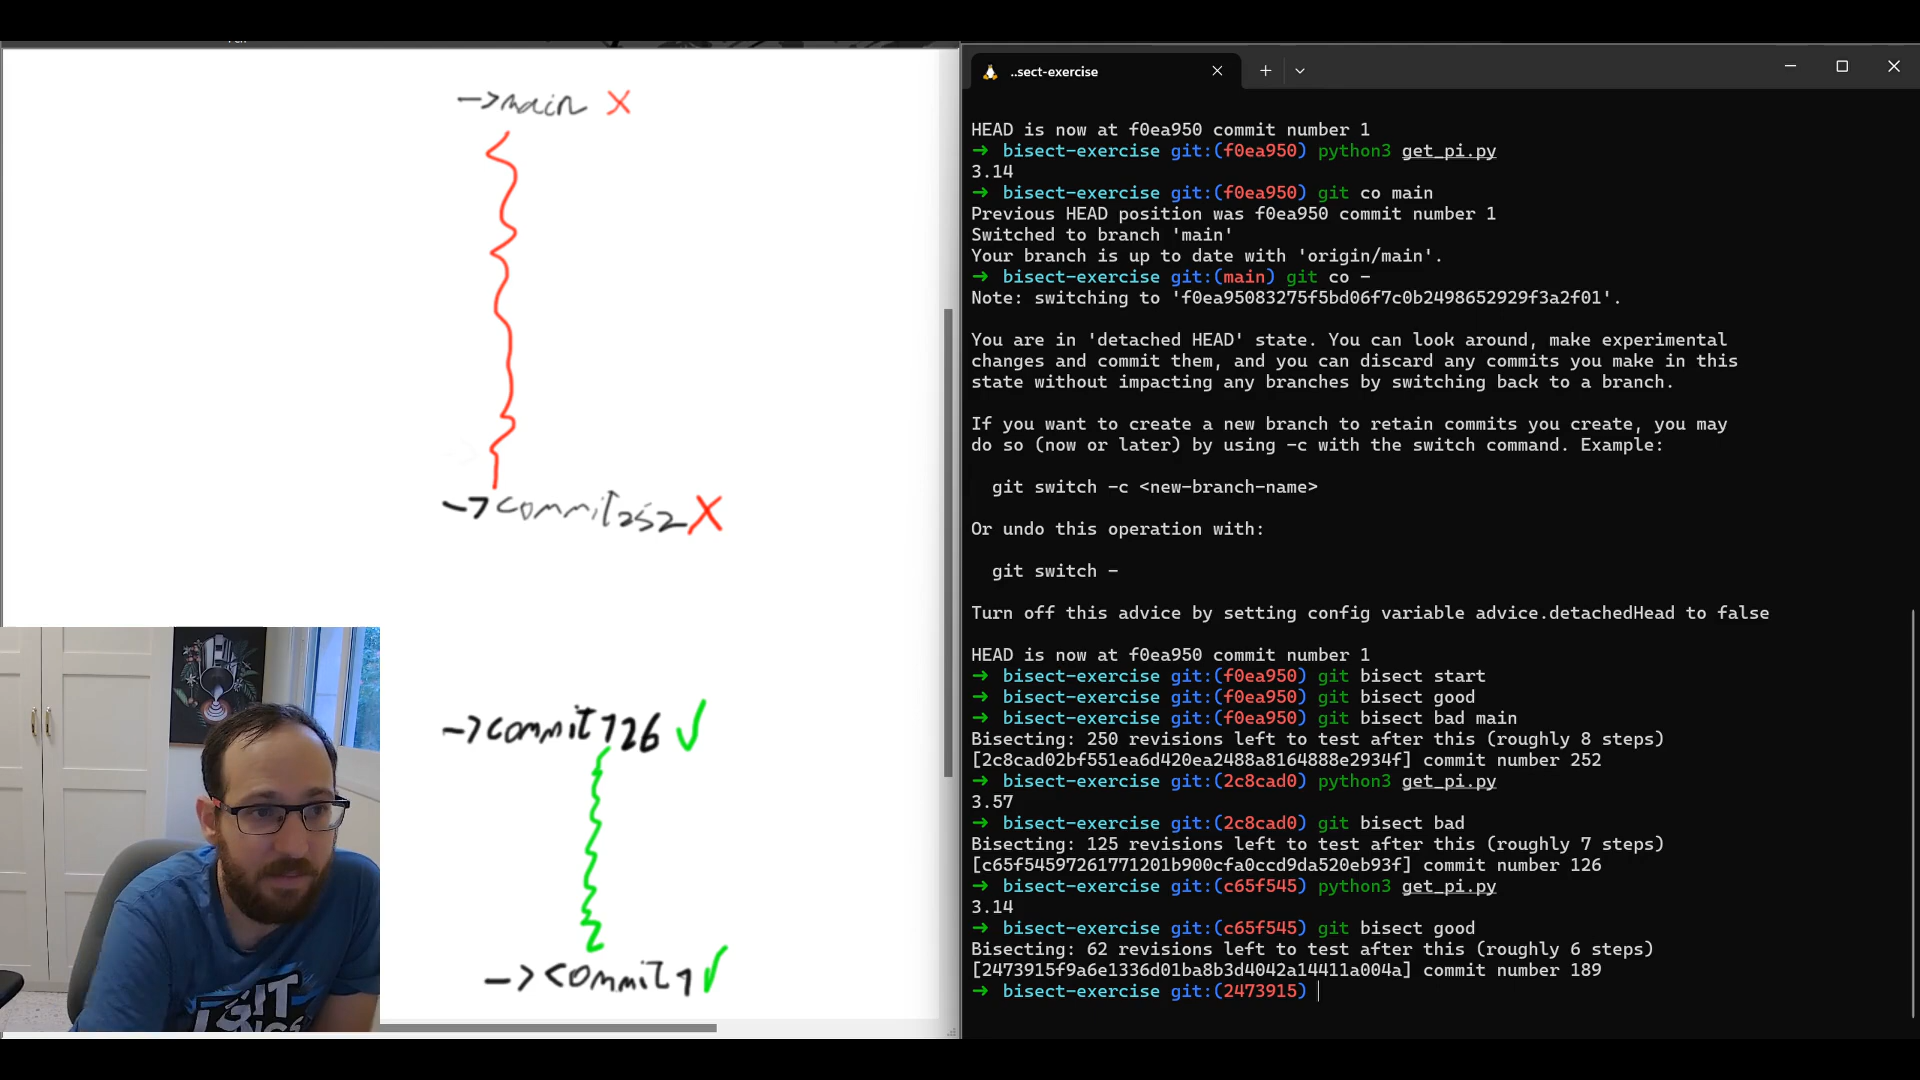 ->main X
->commit252 X
->commit126 ✓
->commit1 ✓
..sect-exercise
HEAD is now at f0ea950 commit number 1
→ bisect-exercise git:(f0ea950) python3 get_pi.py
3.14
→ bisect-exercise git:(f0ea950) git co main
Previous HEAD position was f0ea950 commit number 1
Switched to branch 'main'
Your branch is up to date with 'origin/main'.
→ bisect-exercise git:(main) git co -
Note: switching to 'f0ea95083275f5bd06f7c0b2498652929f3a2f01'.
You are in 'detached HEAD' state. You can look around, make experimental
changes and commit them, and you can discard any commits you make in this
state without impacting any branches by switching back to a branch.
If you want to create a new branch to retain commits you create, you may
do so (now or later) by using -c with the switch command. Example:
git switch -c <new-branch-name>
Or undo this operation with:
git switch -
Turn off this advice by setting config variable advice.detachedHead to false
HEAD is now at f0ea950 commit number 1
→ bisect-exercise git:(f0ea950) git bisect start
→ bisect-exercise git:(f0ea950) git bisect good
→ bisect-exercise git:(f0ea950) git bisect bad main
Bisecting: 250 revisions left to test after this (roughly 8 steps)
[2c8cad02bf551ea6d420ea2488a8164888e2934f] commit number 252
→ bisect-exercise git:(2c8cad0) python3 get_pi.py
3.57
→ bisect-exercise git:(2c8cad0) git bisect bad
Bisecting: 125 revisions left to test after this (roughly 7 steps)
[c65f54597261771201b900cfa0ccd9da520eb93f] commit number 126
→ bisect-exercise git:(c65f545) python3 get_pi.py
3.14
→ bisect-exercise git:(c65f545) git bisect good
Bisecting: 62 revisions left to test after this (roughly 6 steps)
[2473915f9a6e1336d01ba8b3d4042a14411a004a] commit number 189
→ bisect-exercise git:(2473915)